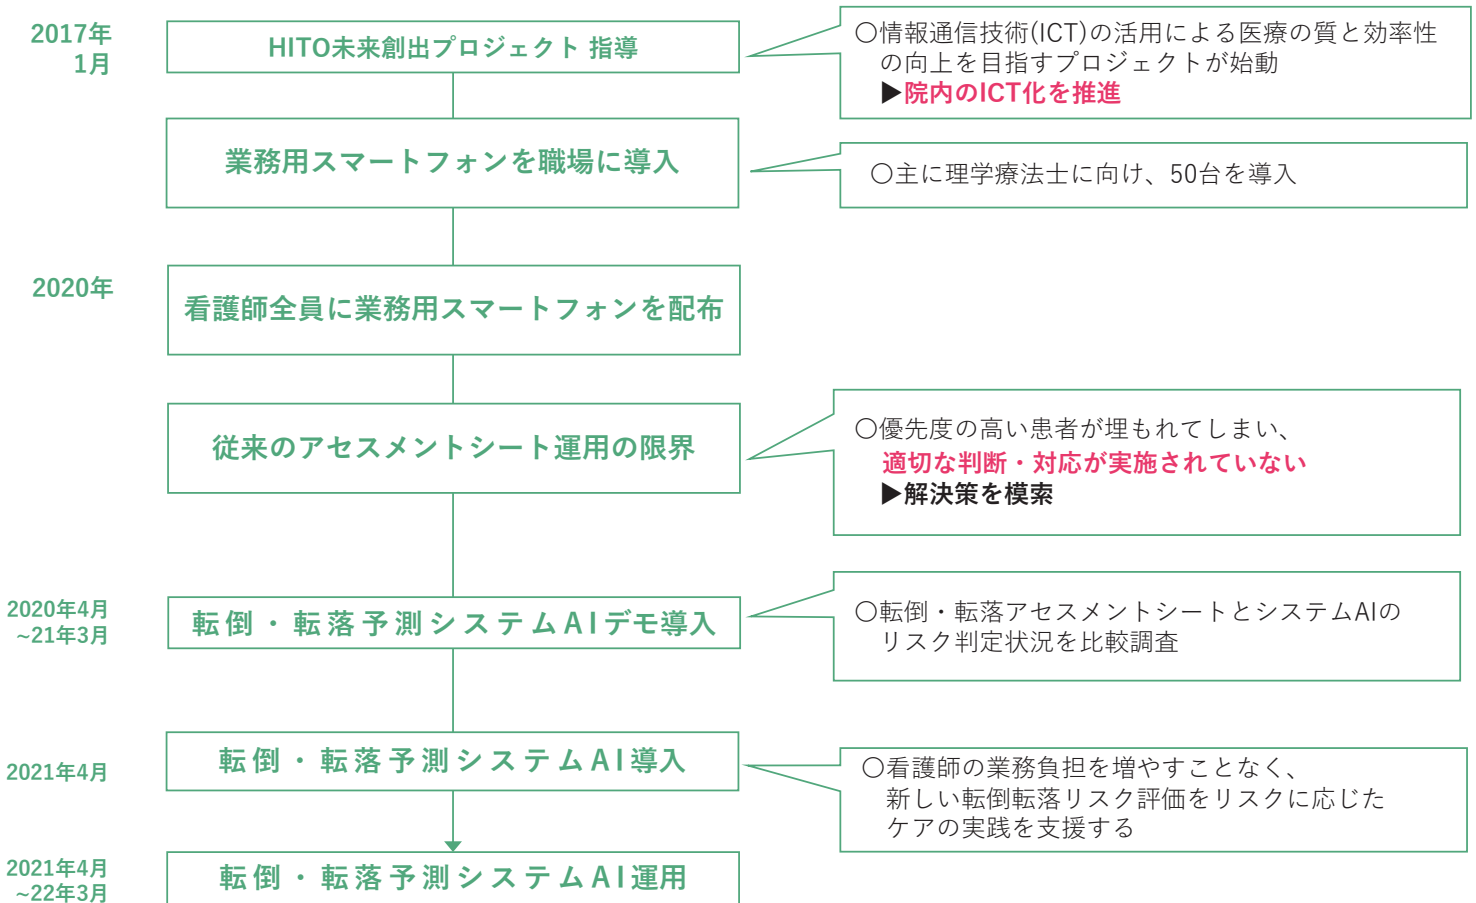 2017年
1月
HITO未来創出プロジェクト 指導
〇情報通信技術(ICT)の活用による医療の質と効率性
の向上を目指すプロジェクトが始動
▶院内のICT化を推進
業務用スマートフォンを職場に導入
〇主に理学療法士に向け、50台を導入
2020年
看護師全員に業務用スマートフォンを配布
従来のアセスメントシート運用の限界
〇優先度の高い患者が埋もれてしまい、
適切な判断・対応が実施されていない
▶解決策を模索
2020年4月
~21年3月
転倒・転落予測システムAIデモ導入
〇転倒・転落アセスメントシートとシステムAIの
リスク判定状況を比較調査
2021年4月
転倒・転落予測システムAI導入
〇看護師の業務負担を増やすことなく、
新しい転倒転落リスク評価をリスクに応じた
ケアの実践を支援する
2021年4月
~22年3月
転倒・転落予測システムAI運用